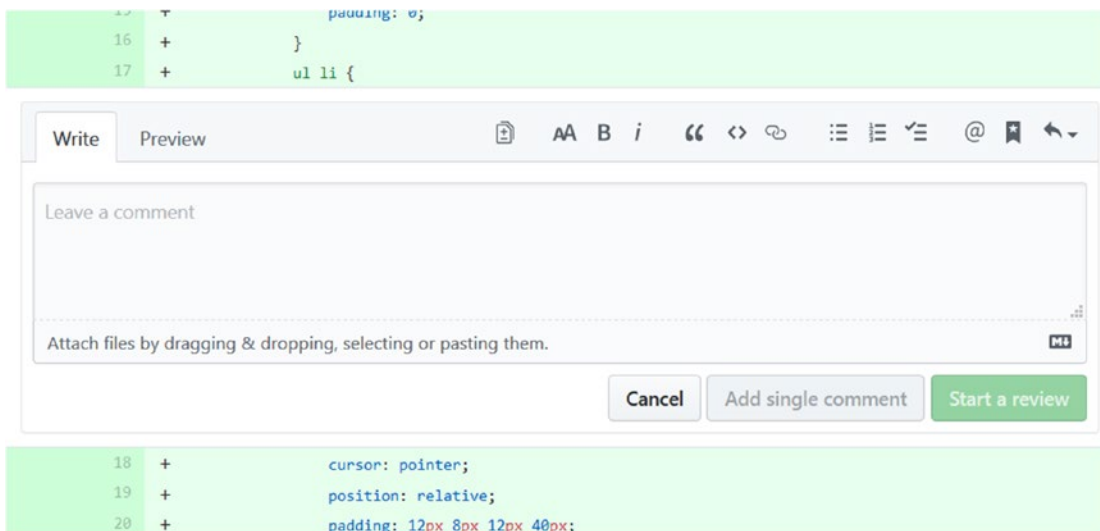 15 + padding: 0;
16 + }
17 + ul li {
Write Preview AA B i “ <> @
Leave a comment
Attach files by dragging & dropping, selecting or pasting them. M↓
Cancel Add single comment Start a review
18 + cursor: pointer;
19 + position: relative;
20 + padding: 12px 8px 12px 40px;